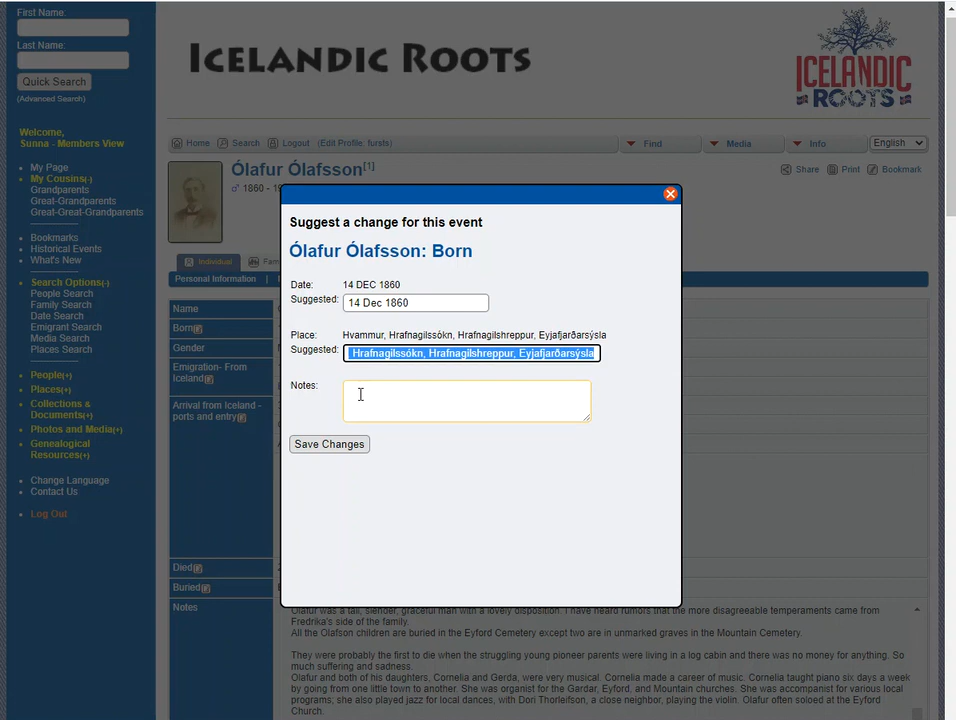 First Name:
Last Name:
Quick Search
(Advanced Search)
Welcome,
Sunna - Members View
My Page
My Cousins(-)
Grandparents
Great-Grandparents
Great-Great-Grandparents
Bookmarks
Historical Events
What's New
Search Options(-)
People Search
Family Search
Date Search
Emigrant Search
Media Search
Places Search
People(+)
Places(+)
Collections &
Documents(+)
Photos and Media(+)
Genealogical
Resources(+)
Change Language
Contact Us
Log Out
ICELANDIC ROOTS
ICELANDIC
ROOTS
Home Search Logout (Edit Profile: fursts) Find Media Info English
Ólafur Ólafsson[1]
♂ 1860 - 19
Share Print Bookmark
Individual Fam
Personal Information |
Name
Born
Gender
Emigration- From
Iceland
Arrival from Iceland -
ports and entry
Died
Buried
Notes
Suggest a change for this event
Ólafur Ólafsson: Born
Date: 14 DEC 1860
Suggested: 14 Dec 1860
Place: Hvammur, Hrafnagilssókn, Hrafnagilshreppur, Eyjafjarðarsýsla
Suggested: Hrafnagilssókn, Hrafnagilshreppur, Eyjafjarðarsýsla
Notes:
Save Changes
Olafur was a tall, slender, graceful man with a lovely disposition. I have heard rumors that the more disagreeable temperaments came from
Fredrika's side of the family.
All the Olafson children are buried in the Eyford Cemetery except two are in unmarked graves in the Mountain Cemetery.
They were probably the first to die when the struggling young pioneer parents were living in a log cabin and there was no money for anything. So
much suffering and sadness.
Olafur and both of his daughters, Cornelia and Gerda, were very musical. Cornelia made a career of music. Cornelia taught piano six days a week
by going from one little town to another. She was organist for the Gardar, Eyford, and Mountain churches. She was accompanist for various local
programs; she also played jazz for local dances, with Dori Thorleifson, a close neighbor, playing the violin. Olafur often soloed at the Eyford
Church.